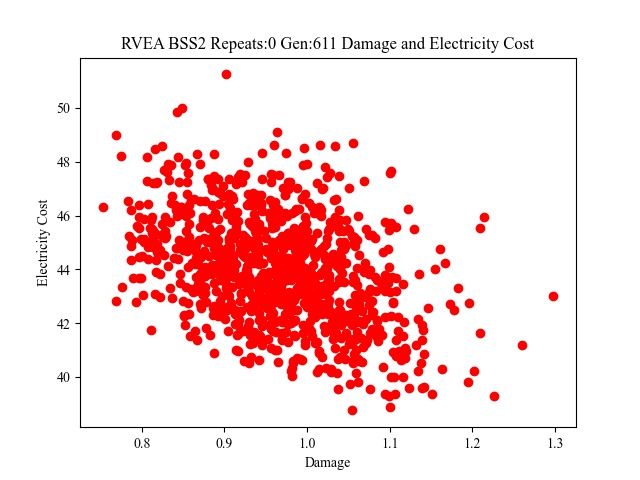 RVEA BSS2 Repeats:0 Gen:611 Damage and Electricity Cost
50
48
46
44
42
40
Electricity Cost
0.8 0.9 1.0 1.1 1.2 1.3
Damage